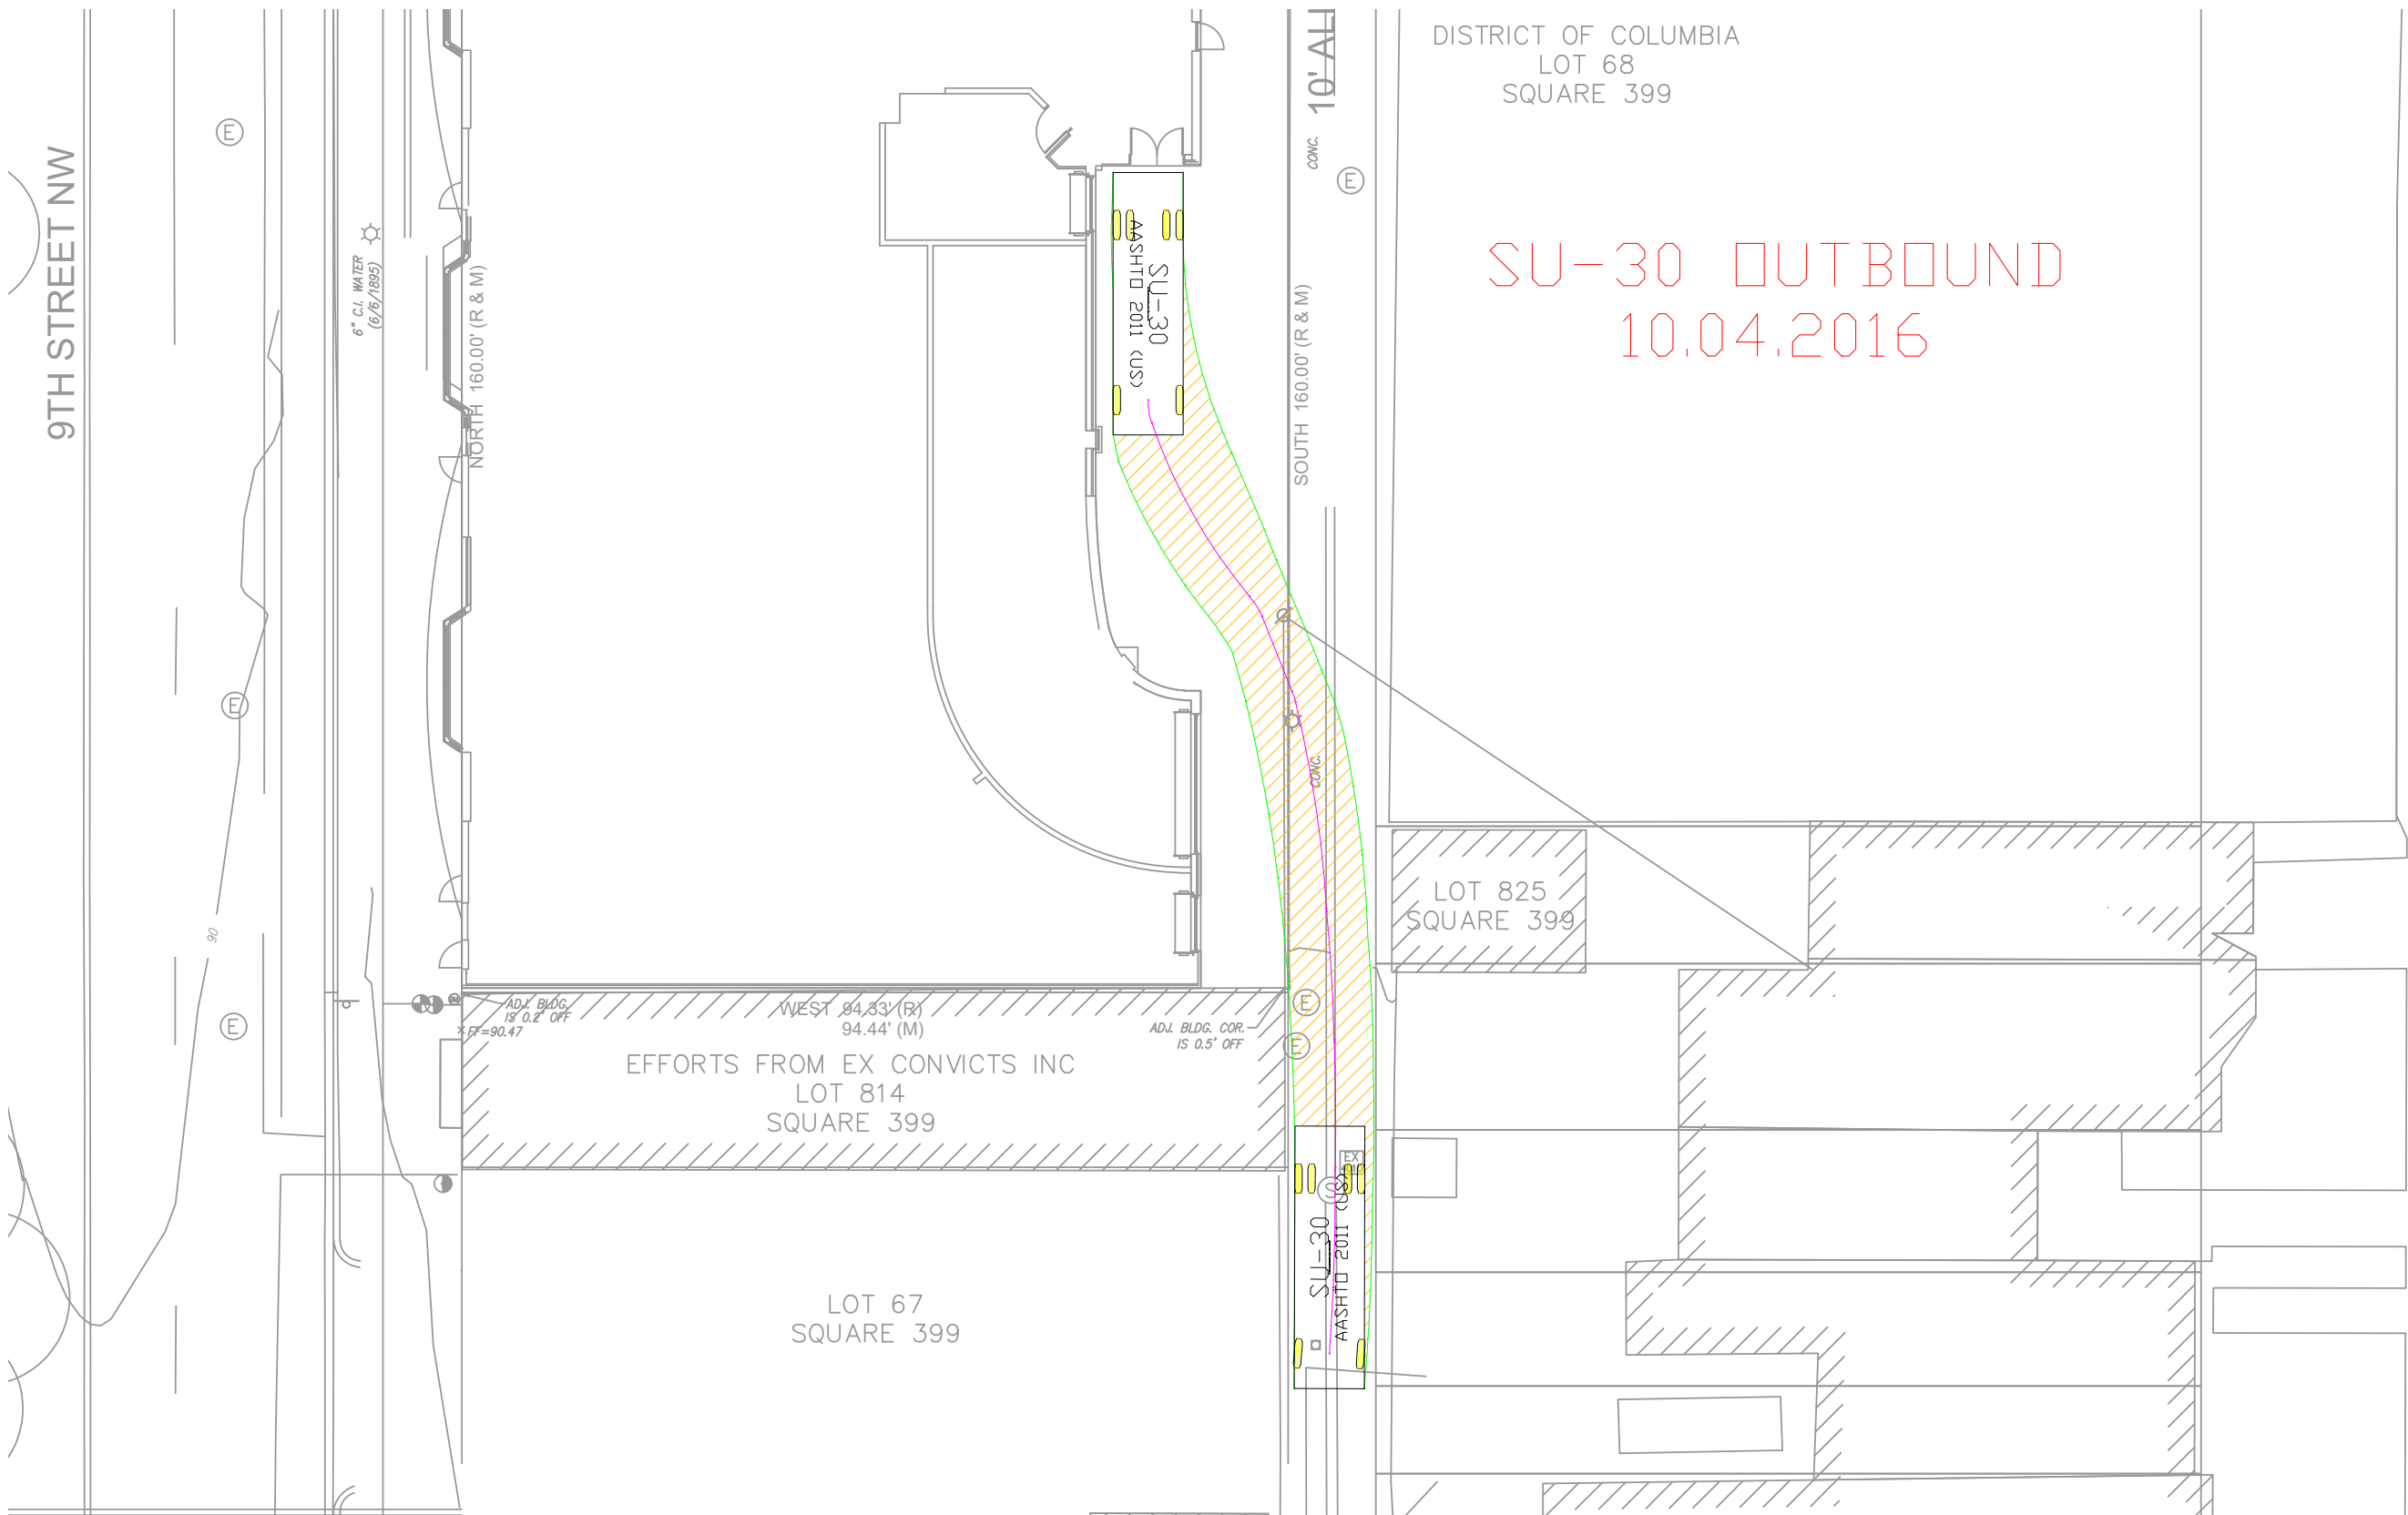 DISTRICT OF COLUMBIA
LOT 68
SQUARE 399
10' AL
CONC.
E
E
9TH STREET NW
6" C.I. WATER
(6/6/1895)
NORTH 160.00' (R & M)
SOUTH 160.00' (R & M)
SU-30
AASHTO 2011 (US)
SU-30 OUTBOUND
10.04.2016
E
CONC.
LOT 825
SQUARE 399
90
ADJ. BLDG.
IS 0.2' OFF
FF=90.47
WEST 94.33' (R)
94.44' (M)
ADJ. BLDG. COR.
IS 0.5' OFF
E
E
E
EFFORTS FROM EX CONVICTS INC
LOT 814
SQUARE 399
EX
S
SU-30
AASHTO 2011 (US)
LOT 67
SQUARE 399